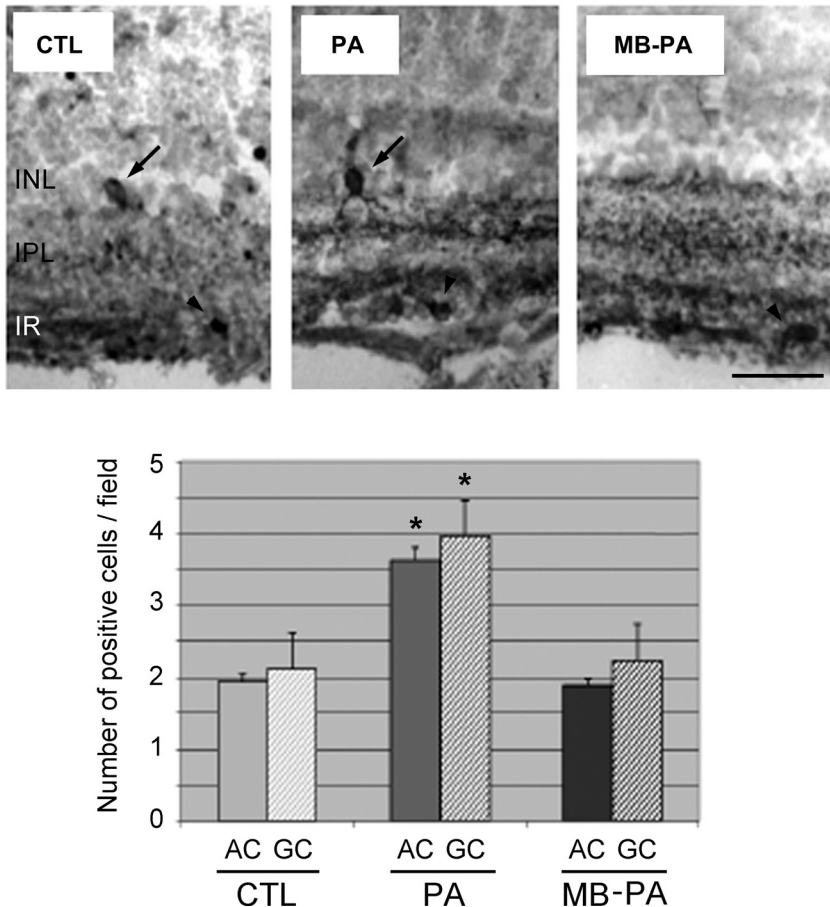 CTL PA MB-PA
INL
IPL
IR
Number of positive cells / field
5
4
3
2
1
0
* *
AC GC AC GC AC GC
CTL PA MB-PA